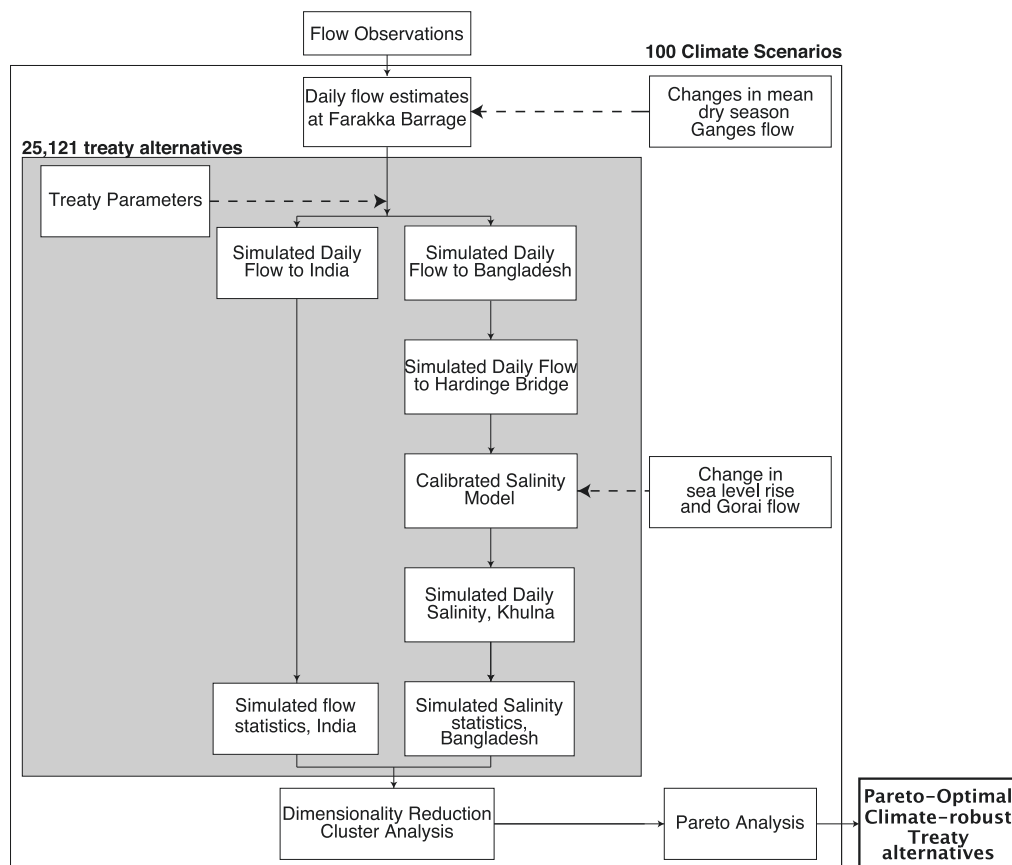 Flow Observations
100 Climate Scenarios
Daily flow estimates
at Farakka Barrage
Changes in mean
dry season
Ganges flow
25,121 treaty alternatives
Treaty Parameters
Simulated Daily
Flow to India
Simulated Daily
Flow to Bangladesh
Simulated Daily Flow
to Hardinge Bridge
Calibrated Salinity
Model
Change in
sea level rise
and Gorai flow
Simulated Daily
Salinity, Khulna
Simulated flow
statistics, India
Simulated Salinity
statistics,
Bangladesh
Dimensionality Reduction
Cluster Analysis
Pareto Analysis
Pareto-Optimal
Climate-robust
Treaty
alternatives